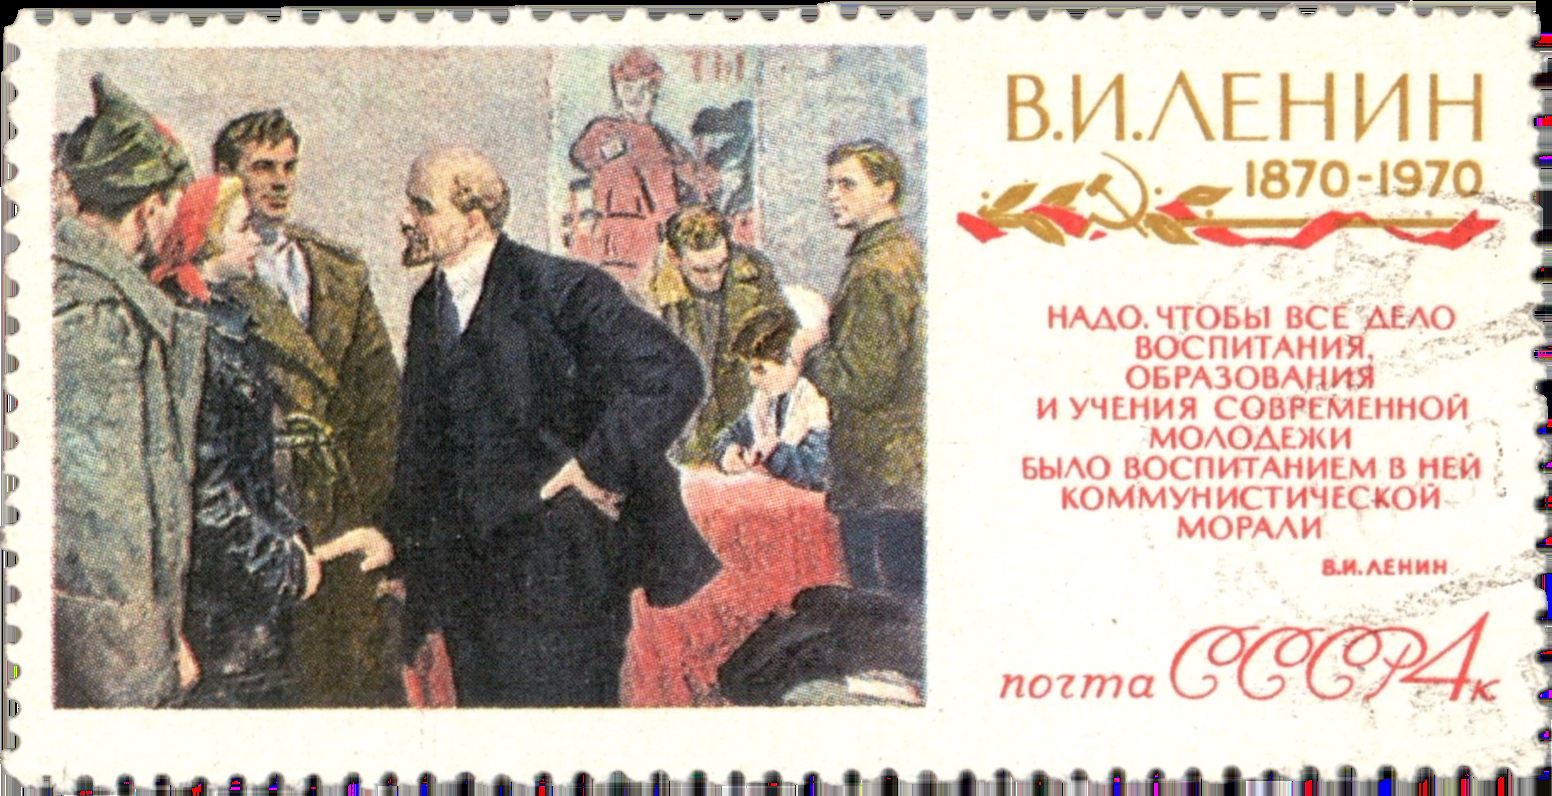 ТЫ
В.И.ЛЕНИН
1870-1970
НАДО, ЧТОБЫ ВСЕ ДЕЛО
ВОСПИТАНИЯ,
ОБРАЗОВАНИЯ
И УЧЕНИЯ СОВРЕМЕННОЙ
МОЛОДЕЖИ
БЫЛО ВОСПИТАНИЕМ В НЕЙ
КОММУНИСТИЧЕСКОЙ
МОРАЛИ
В.И.ЛЕНИН
почта СССР 4к